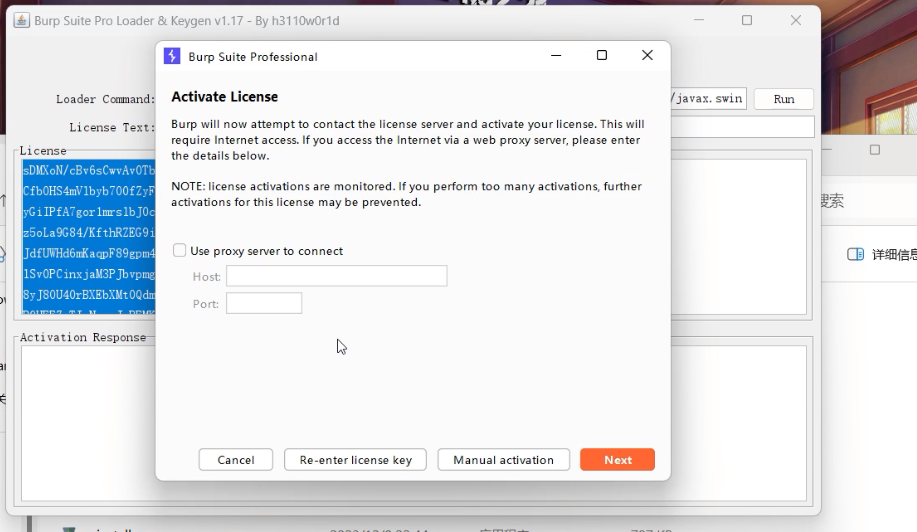 Burp Suite Pro Loader & Keygen v1.17 - By h3110w0r1d
Burp Suite Professional
Loader Command:
/javax.swin
Run
License Text:
License
sDMXoN/cBv6sCwvAvOTb
yGiIPfA7gor1mrslbJ0c
z5oLa9G84/KfthRZEG9i
JdfUWHd6mKaqpF89gpm4
1Sv0PCinxjaM3PJbvpmg
8yJ80U40rBXEbXMt0Qdm
Activate License
Burp will now attempt to contact the license server and activate your license. This will
require Internet access. If you access the Internet via a web proxy server, please enter
the details below.
NOTE: license activations are monitored. If you perform too many activations, further
activations for this license may be prevented.
Use proxy server to connect
Host:
Port:
Activation Response
Cancel
Re-enter license key
Manual activation
Next
搜索
详细信息